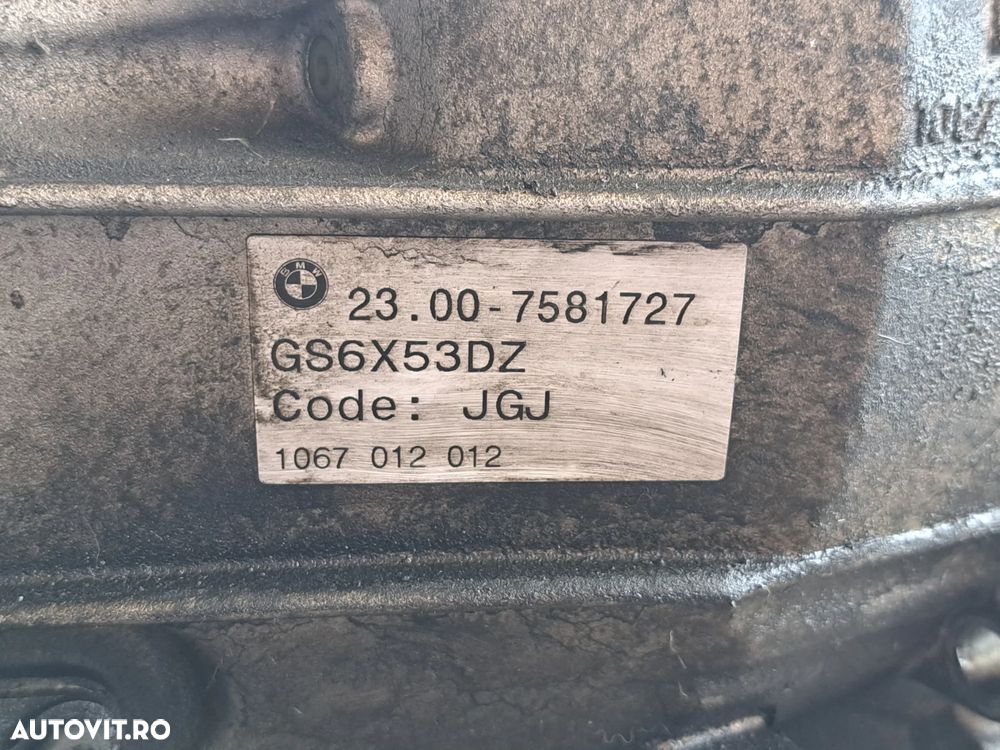 BMW
23.00-7581727
GS6X53DZ
Code: JGJ
1067 012 012
AUTOVIT.RO